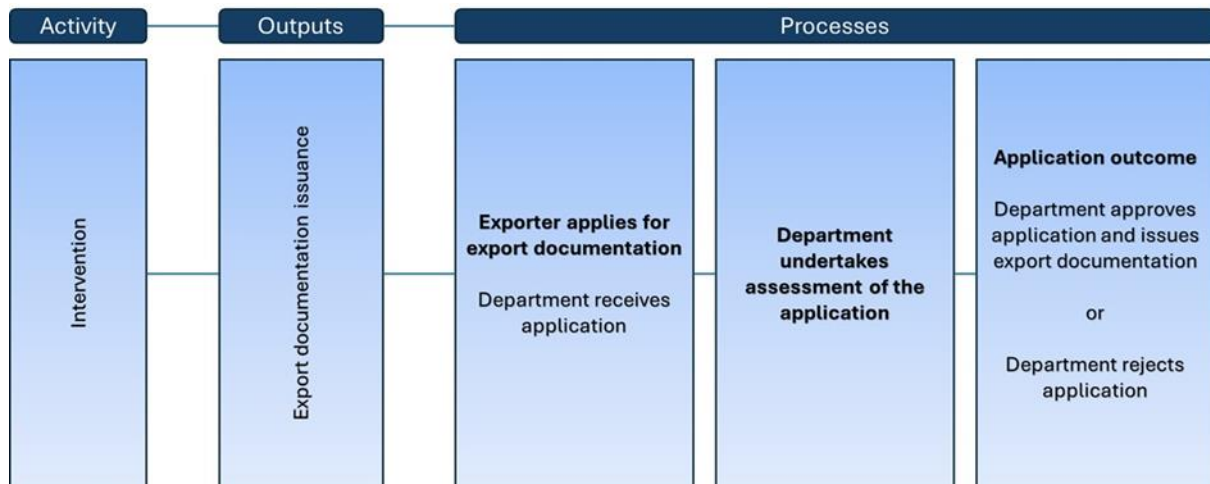 Activity
Outputs
Processes
Intervention
Export documentation issuance
Exporter applies for
export documentation
Department receives
application
Department
undertakes
assessment of the
application
Application outcome
Department approves
application and issues
export documentation
or
Department rejects
application